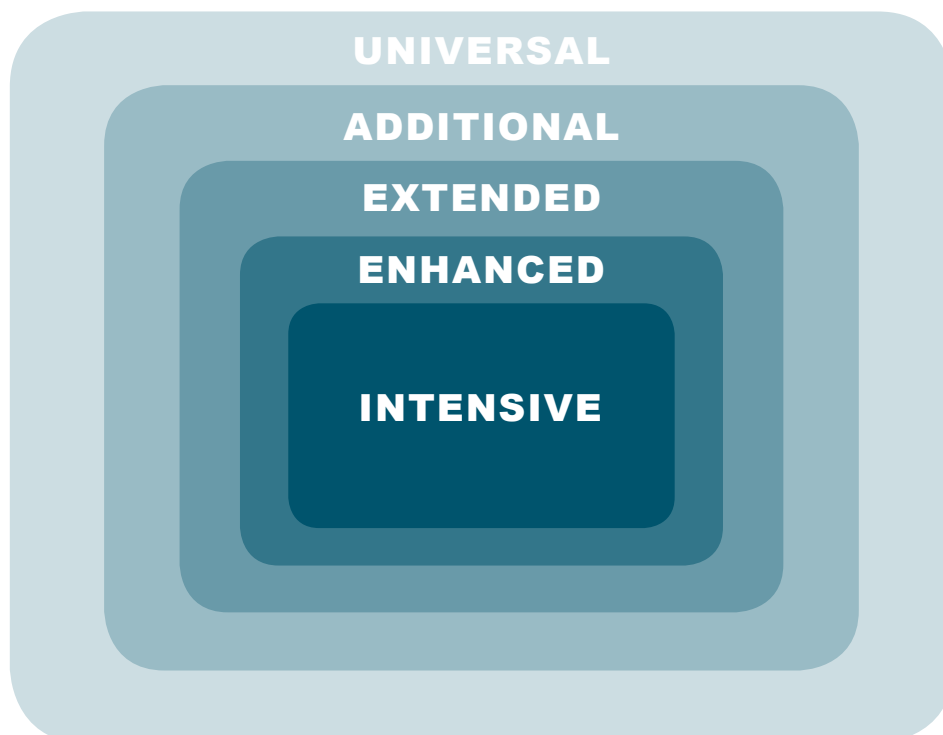 UNIVERSAL
ADDITIONAL
EXTENDED
ENHANCED
INTENSIVE